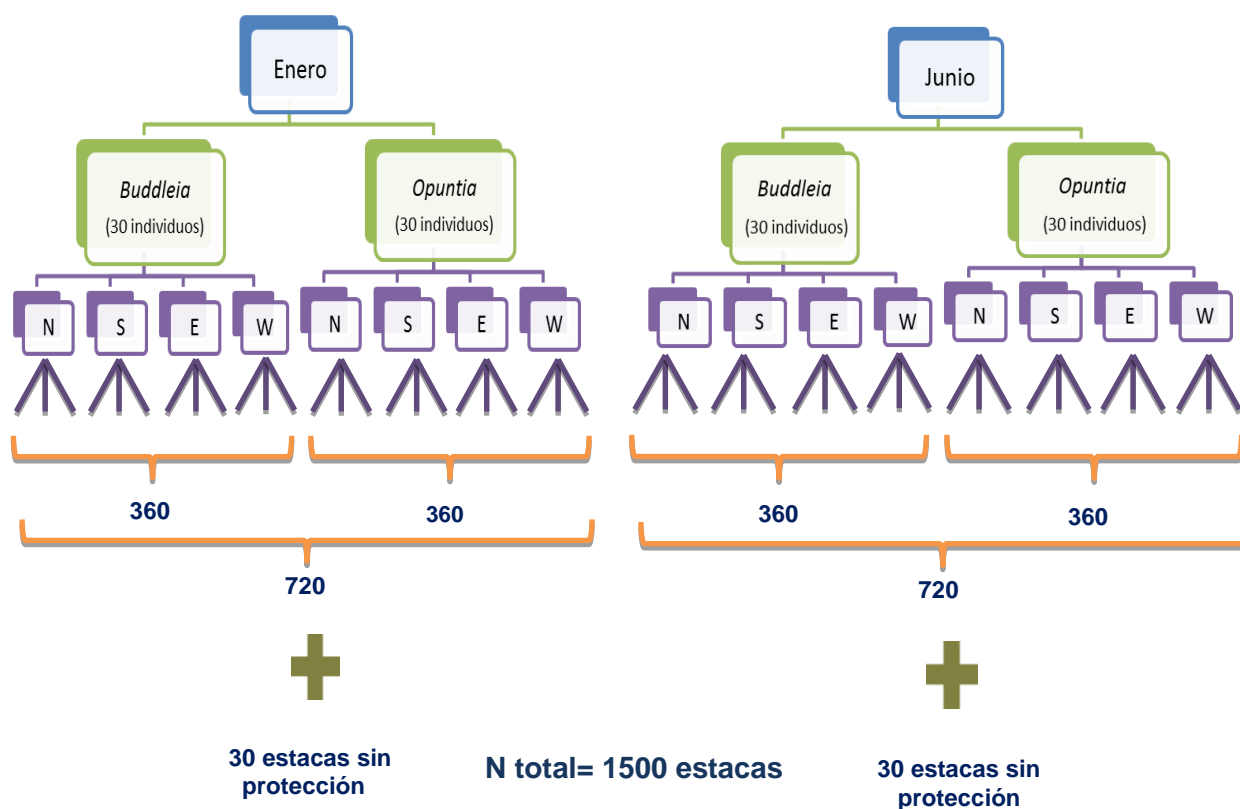 Enero
Junio
Buddleia
(30 individuos)
Opuntia
(30 individuos)
Buddleia
(30 individuos)
Opuntia
(30 individuos)
N S E W N S E W
N S E W N S E W
360 360 360 360
720 720
30 estacas sin
protección
N total= 1500 estacas
30 estacas sin
protección